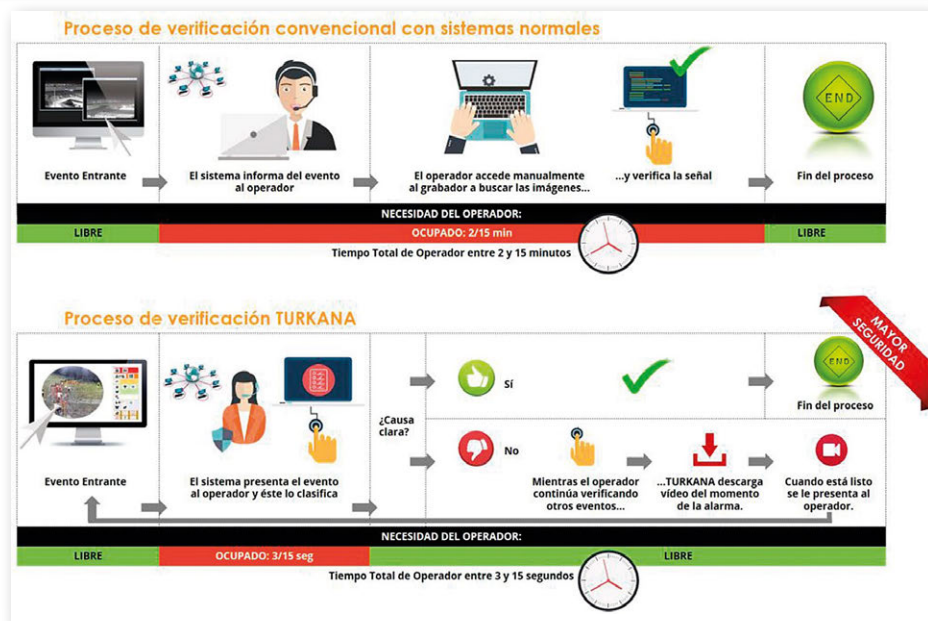 Proceso de verificación convencional con sistemas normales
END
Evento Entrante
El sistema informa del evento
al operador
El operador accede manualmente
al grabador a buscar las imágenes...
...y verifica la señal
Fin del proceso
NECESIDAD DEL OPERADOR:
LIBRE
OCUPADO: 2/15 min
LIBRE
Tiempo Total de Operador entre 2 y 15 minutos
Proceso de verificación TURKANA
MAYOR
SEGURIDAD
END
Sí
Fin del proceso
¿Causa
clara?
No
Evento Entrante
El sistema presenta el evento
al operador y éste lo clasifica
Mientras el operador
continúa verificando
otros eventos...
...TURKANA descarga
vídeo del momento
de la alarma.
Cuando está listo
se le presenta al
operador.
NECESIDAD DEL OPERADOR:
LIBRE
OCUPADO: 3/15 seg
LIBRE
Tiempo Total de Operador entre 3 y 15 segundos